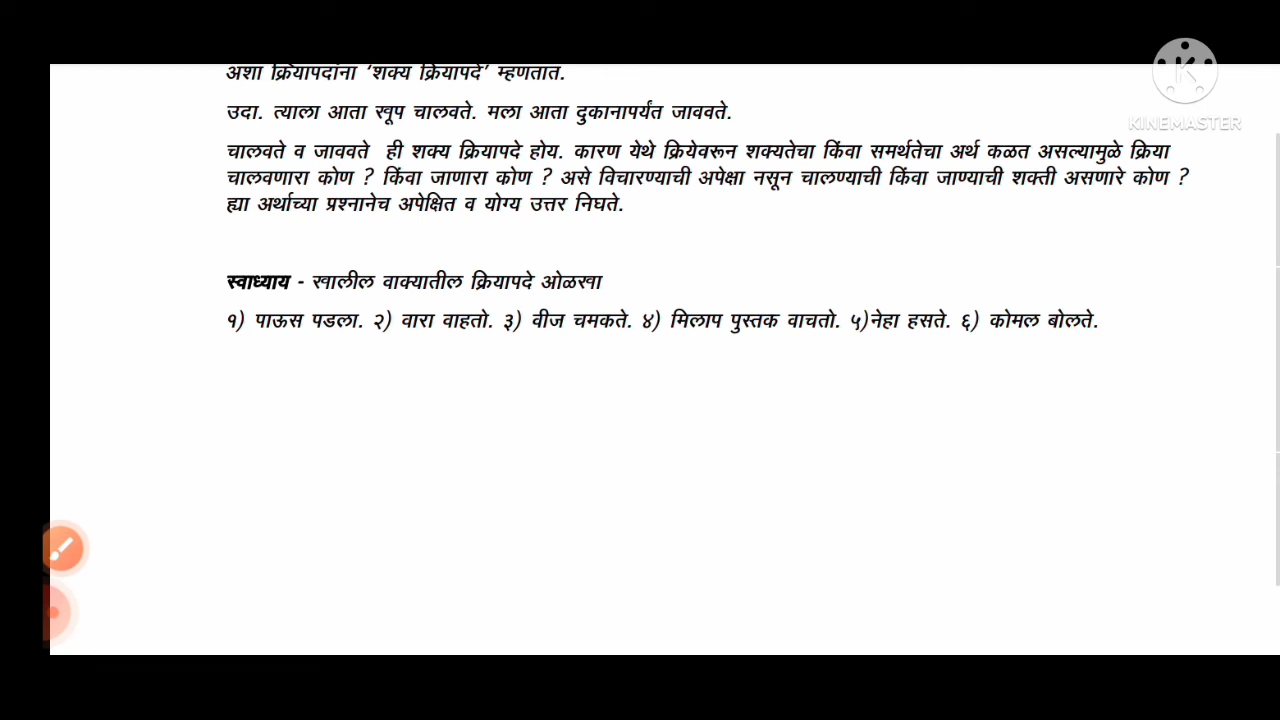 अशा क्रियापदांना ‘शक्य क्रियापदे’ म्हणतात.
KINEMASTER
उदा. त्याला आता खूप चालवते. मला आता दुकानापर्यंत जाववते.
चालवते व जाववते ही शक्य क्रियापदे होय. कारण येथे क्रियेवरून शक्यतेचा किंवा समर्थतेचा अर्थ कळत असल्यामुळे क्रिया
चालवणारा कोण ? किंवा जाणारा कोण ? असे विचारण्याची अपेक्षा नसून चालण्याची किंवा जाण्याची शक्ती असणारे कोण ?
ह्या अर्थाच्या प्रश्नानेच अपेक्षित व योग्य उत्तर निघते.
स्वाध्याय - खालील वाक्यातील क्रियापदे ओळखा
१) पाऊस पडला. २) वारा वाहतो. ३) वीज चमकते. ४) मिलाप पुस्तक वाचतो. ५)नेहा हसते. ६) कोमल बोलते.